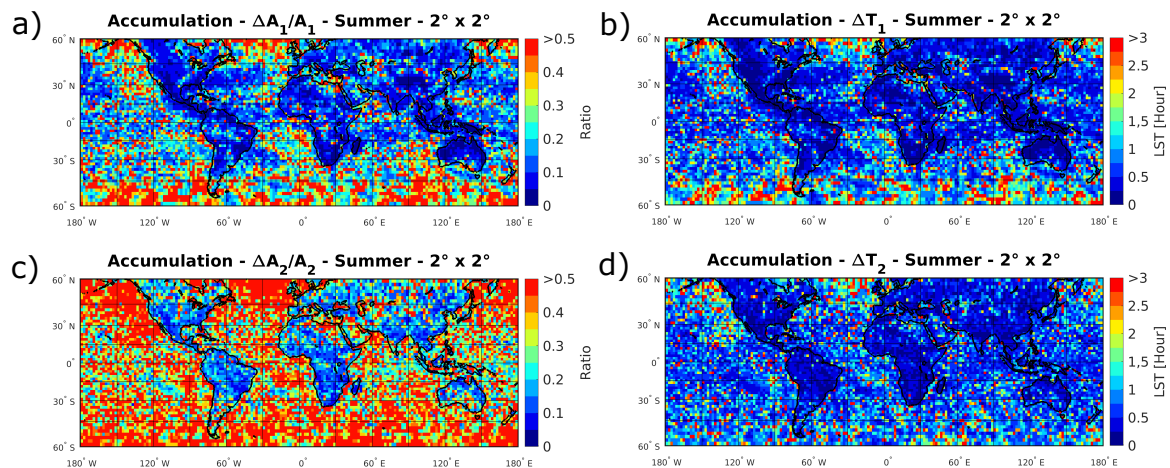 a)
Accumulation - ΔA₁/A₁ - Summer - 2° x 2°
60° N
30° N
0°
30° S
60° S
180° W 120° W 60° W 0° 60° E 120° E 180° E
>0.5
0.4
0.3
0.2
0.1
0
Ratio
b)
Accumulation - ΔT₁ - Summer - 2° x 2°
60° N
30° N
0°
30° S
60° S
180° W 120° W 60° W 0° 60° E 120° E 180° E
>3
2.5
2
1.5
1
0.5
0
LST [Hour]
c)
Accumulation - ΔA₂/A₂ - Summer - 2° x 2°
60° N
30° N
0°
30° S
60° S
180° W 120° W 60° W 0° 60° E 120° E 180° E
>0.5
0.4
0.3
0.2
0.1
0
Ratio
d)
Accumulation - ΔT₂ - Summer - 2° x 2°
60° N
30° N
0°
30° S
60° S
180° W 120° W 60° W 0° 60° E 120° E 180° E
>3
2.5
2
1.5
1
0.5
0
LST [Hour]